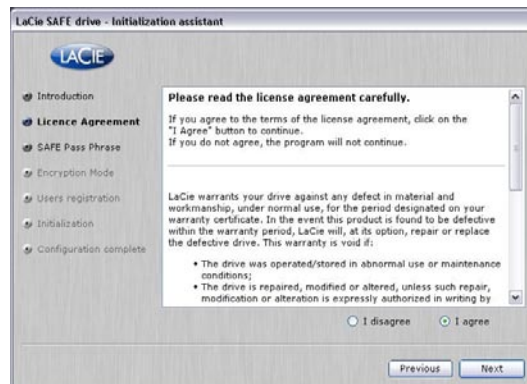 LaCie SAFE drive - Initialization assistant
LACIE
Introduction
Licence Agreement
SAFE Pass Phrase
Encryption Mode
Users registration
Initialization
Configuration complete
Please read the license agreement carefully.
If you agree to the terms of the license agreement, click on the
"I Agree" button to continue.
If you do not agree, the program will not continue.
LaCie warrants your drive against any defect in material and
workmanship, under normal use, for the period designated on your
warranty certificate. In the event this product is found to be defective
within the warranty period, LaCie will, at its option, repair or replace
the defective drive. This warranty is void if:
• The drive was operated/stored in abnormal use or maintenance
conditions;
• The drive is repaired, modified or altered, unless such repair,
modification or alteration is expressly authorized in writing by
I disagree
I agree
Previous
Next